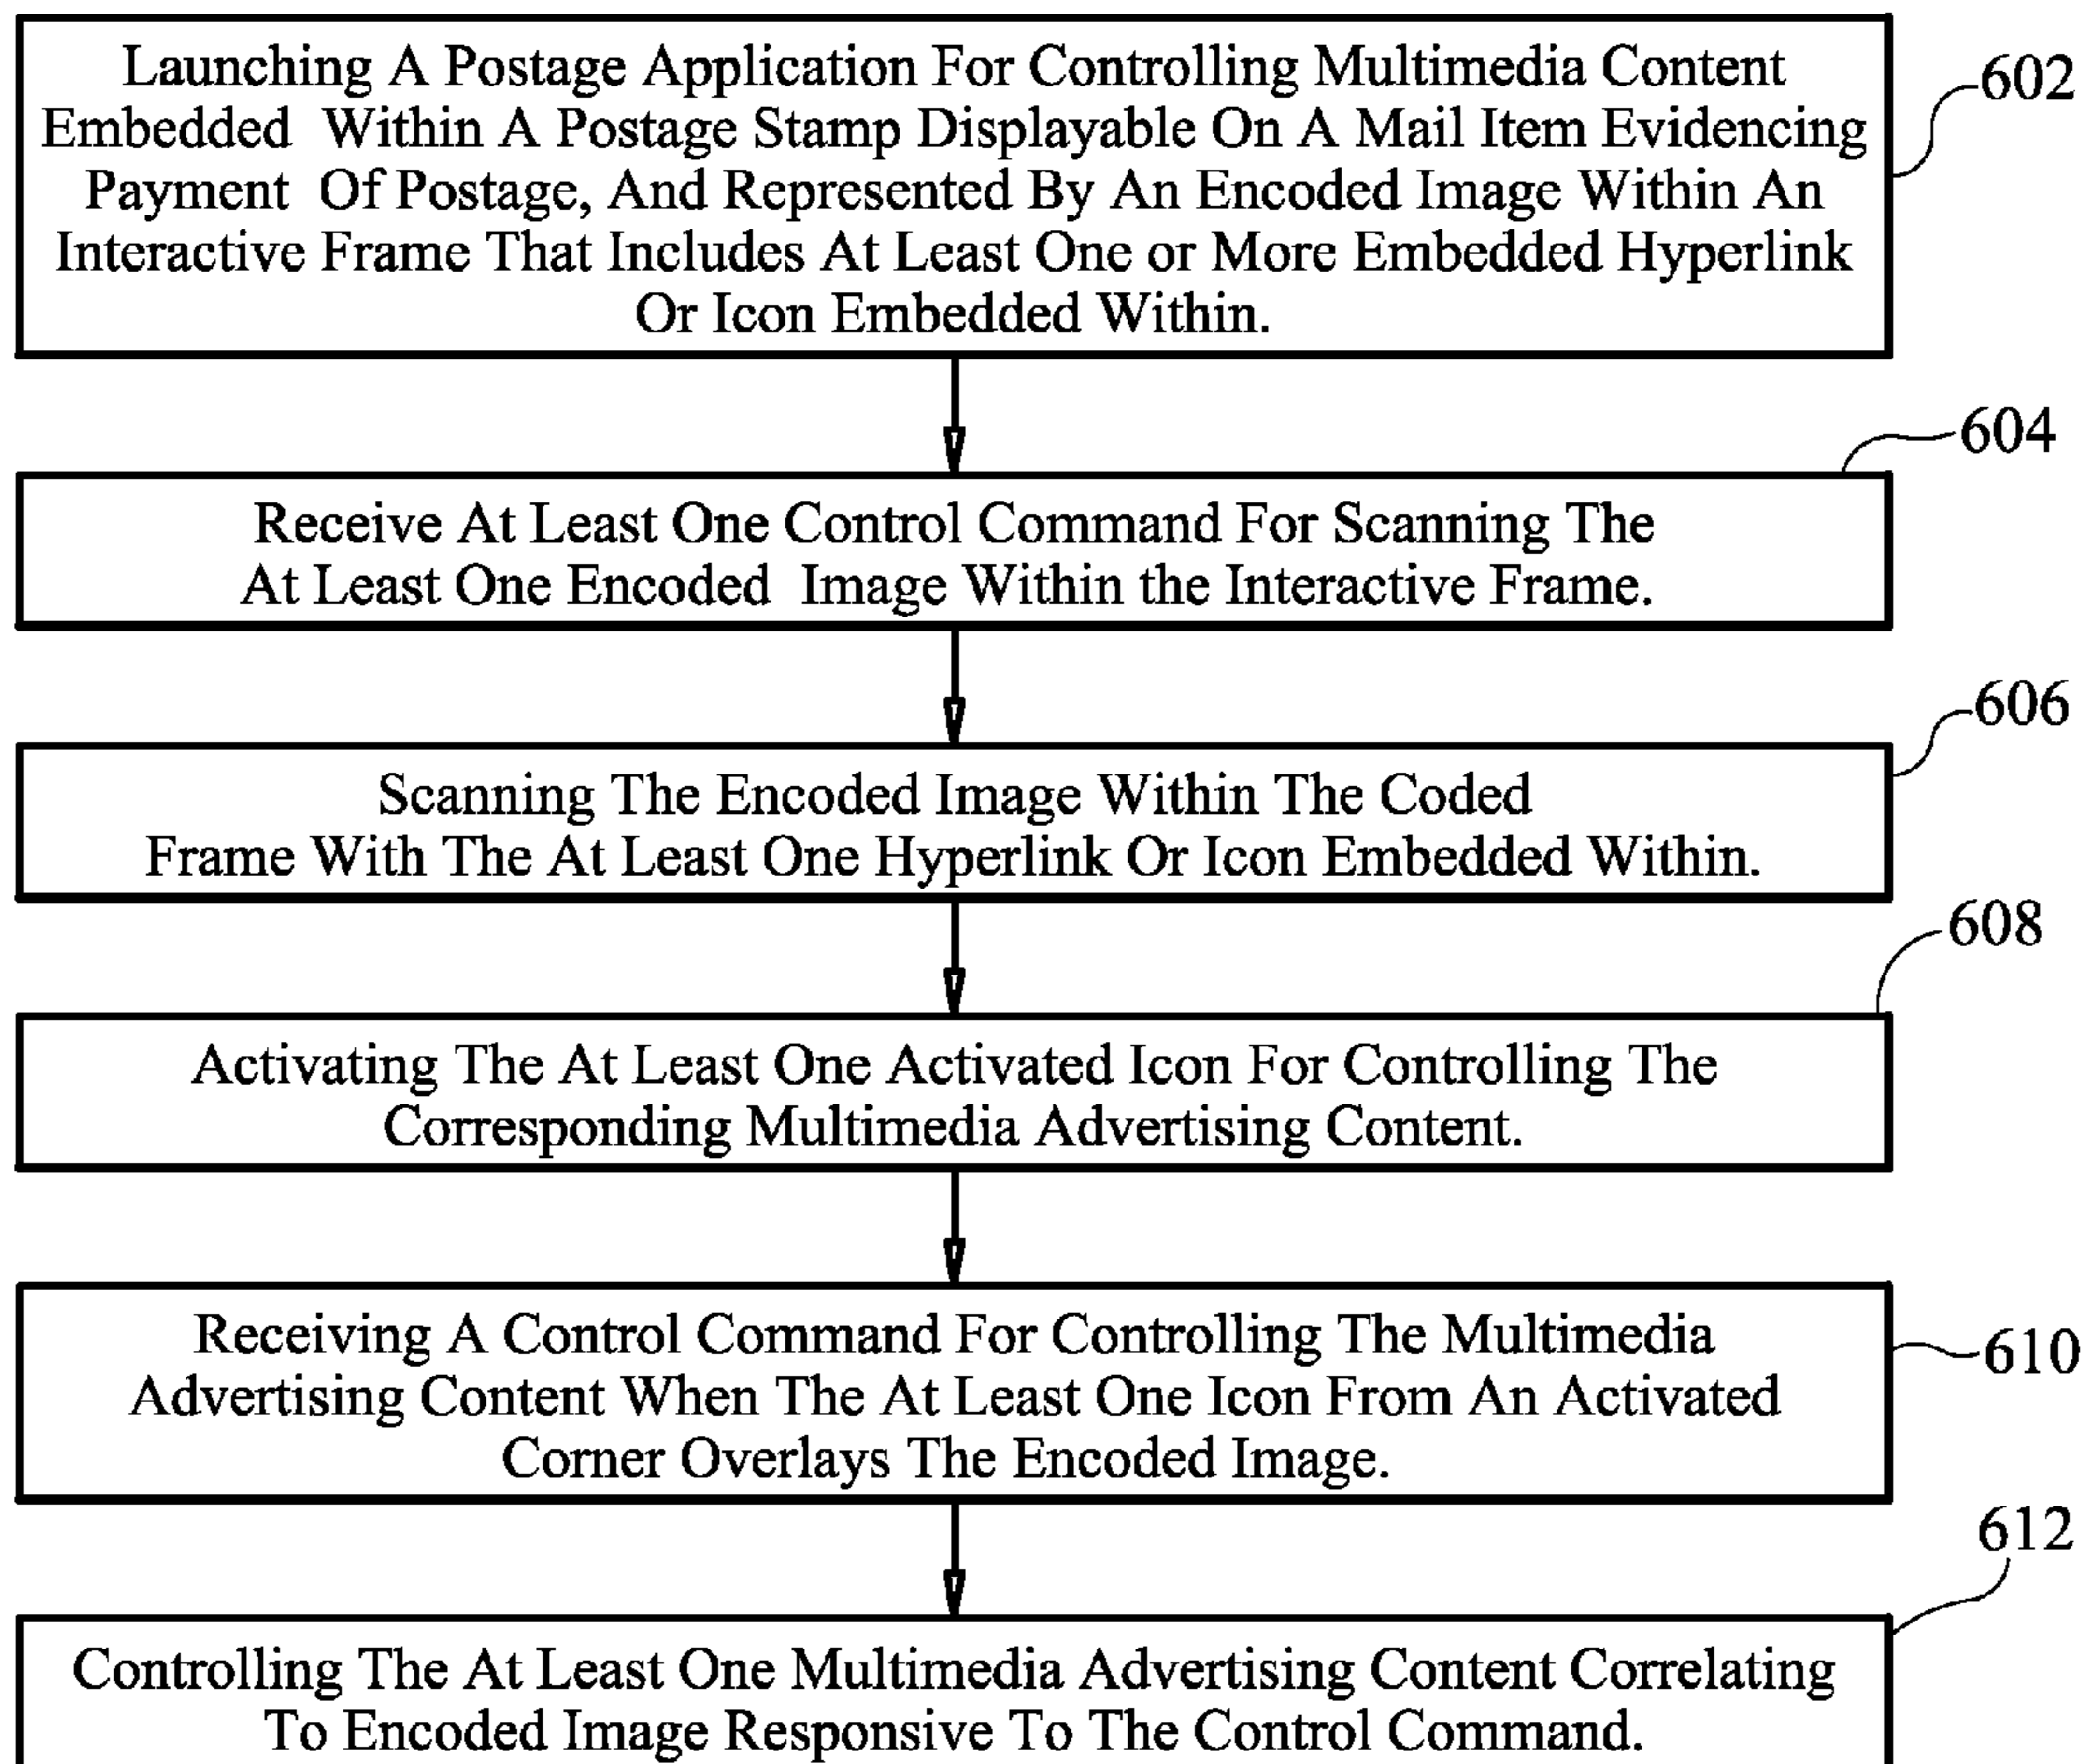 Launching A Postage Application For Controlling Multimedia Content
Embedded Within A Postage Stamp Displayable On A Mail Item Evidencing
Payment Of Postage, And Represented By An Encoded Image Within An
Interactive Frame That Includes At Least One or More Embedded Hyperlink
Or Icon Embedded Within.
602
604
Receive At Least One Control Command For Scanning The
At Least One Encoded Image Within the Interactive Frame.
606
Scanning The Encoded Image Within The Coded
Frame With The At Least One Hyperlink Or Icon Embedded Within.
608
Activating The At Least One Activated Icon For Controlling The
Corresponding Multimedia Advertising Content.
Receiving A Control Command For Controlling The Multimedia
Advertising Content When The At Least One Icon From An Activated
Corner Overlays The Encoded Image.
610
612
Controlling The At Least One Multimedia Advertising Content Correlating
To Encoded Image Responsive To The Control Command.